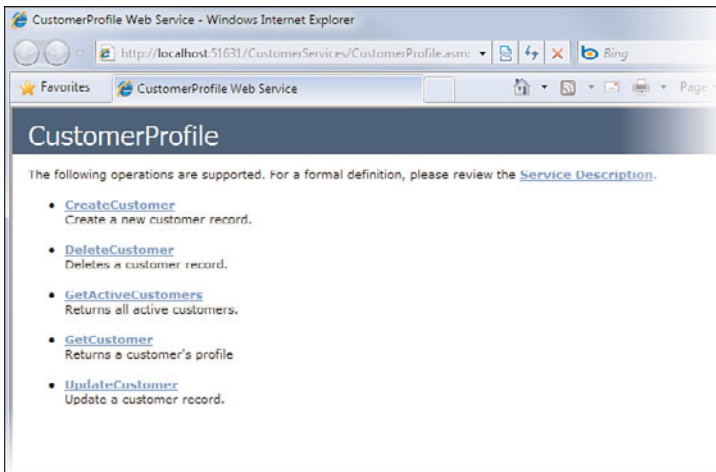 CustomerProfile Web Service - Windows Internet Explorer
http://localhost:51631/CustomerServices/CustomerProfile.asm
Bing
Favorites
CustomerProfile Web Service
Page
CustomerProfile
The following operations are supported. For a formal definition, please review the Service Description.
• CreateCustomer
Create a new customer record.
• DeleteCustomer
Deletes a customer record.
• GetActiveCustomers
Returns all active customers.
• GetCustomer
Returns a customer's profile
• UpdateCustomer
Update a customer record.